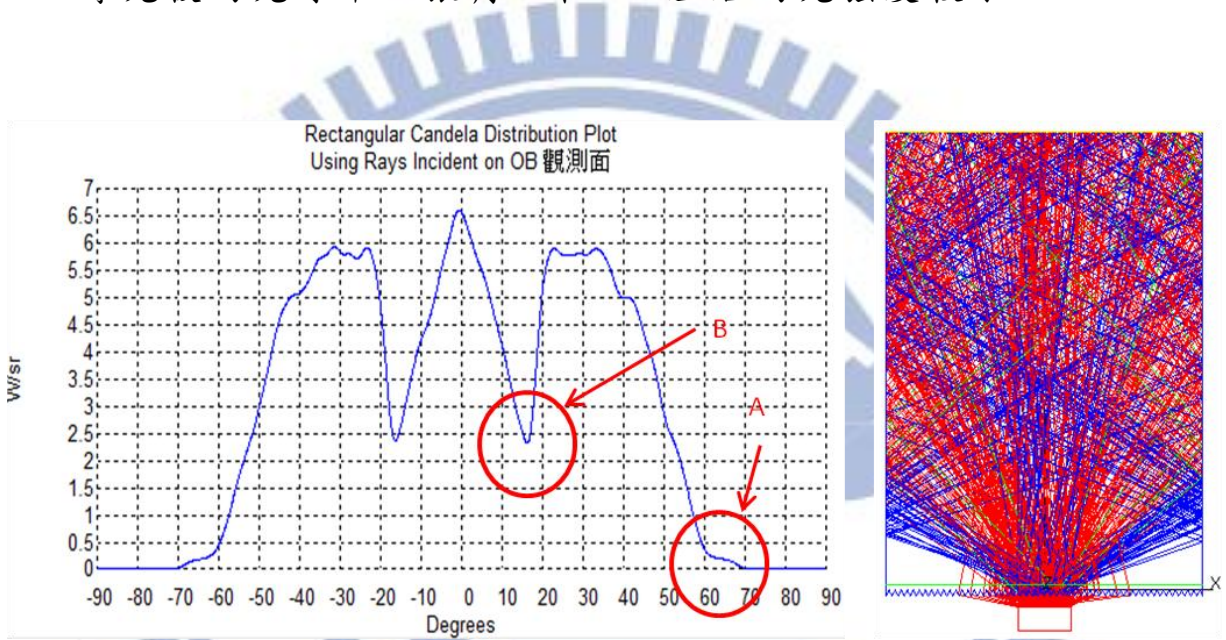 Rectangular Candela Distribution Plot
Using Rays Incident on OB 觀測面
W/sr
7
6.5
6
5.5
5
4.5
4
3.5
3
2.5
2
1.5
1
0.5
0
-90 -80 -70 -60 -50 -40 -30 -20 -10 0 10 20 30 40 50 60 70 80 90
Degrees
B
A
X